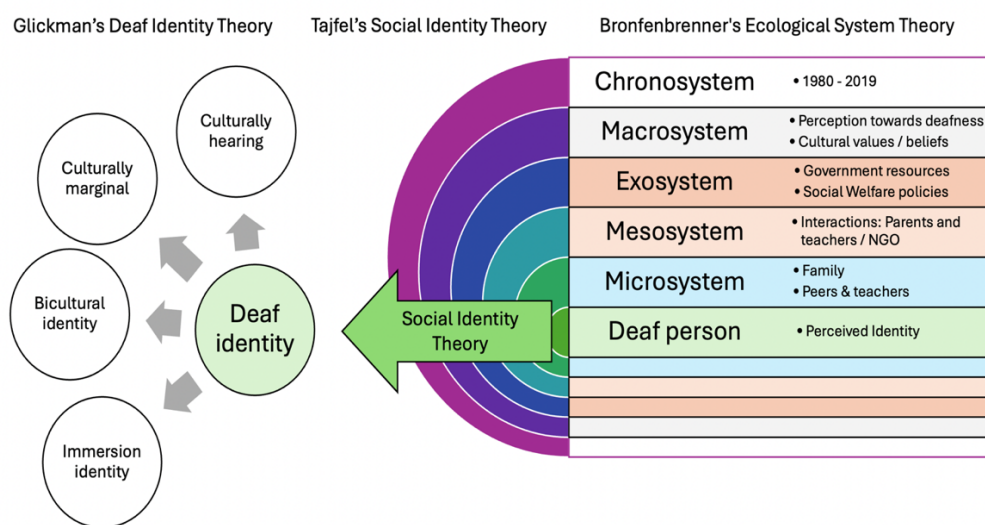 Glickman's Deaf Identity Theory
Tajfel's Social Identity Theory
Bronfenbrenner's Ecological System Theory
Culturally
hearing
Culturally
marginal
Bicultural
identity
Immersion
identity
Deaf
identity
Social Identity
Theory
Chronosystem
• 1980 - 2019
Macrosystem
• Perception towards deafness
• Cultural values / beliefs
Exosystem
• Government resources
• Social Welfare policies
Mesosystem
• Interactions: Parents and
teachers / NGO
Microsystem
• Family
• Peers & teachers
Deaf person
• Perceived Identity